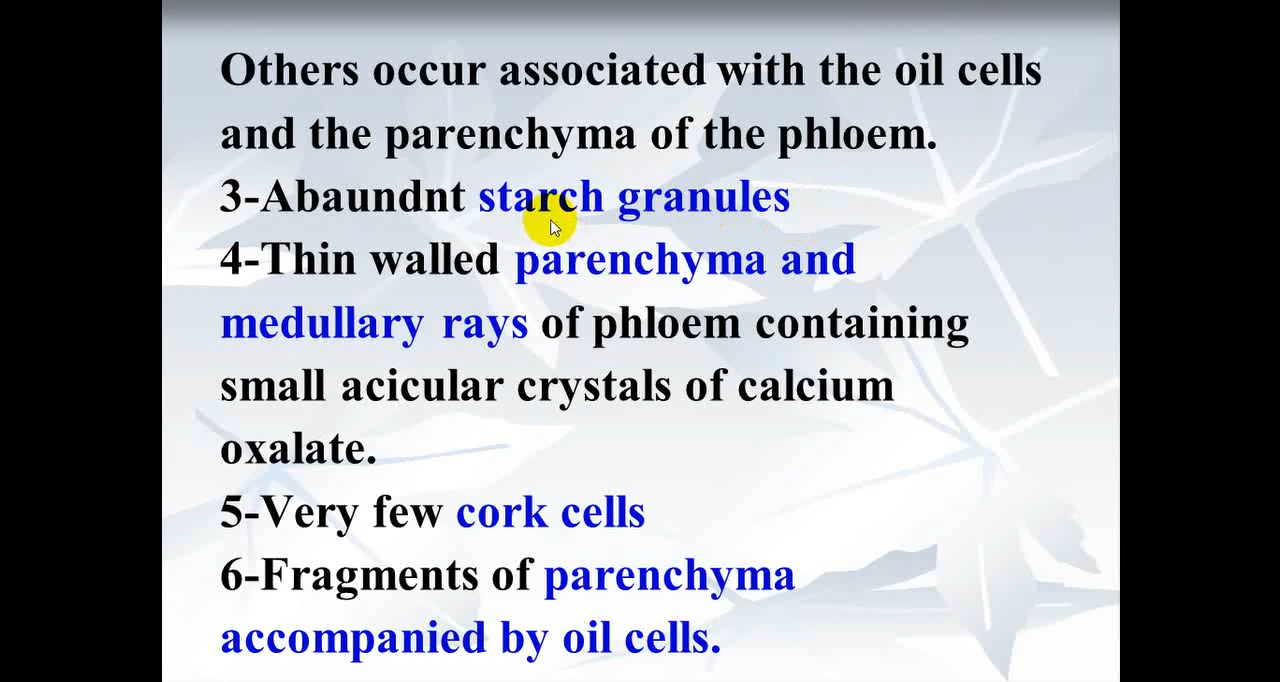 Others occur associated with the oil cells
and the parenchyma of the phloem.
3-Abaundnt starch granules
4-Thin walled parenchyma and
medullary rays of phloem containing
small acicular crystals of calcium
oxalate.
5-Very few cork cells
6-Fragments of parenchyma
accompanied by oil cells.